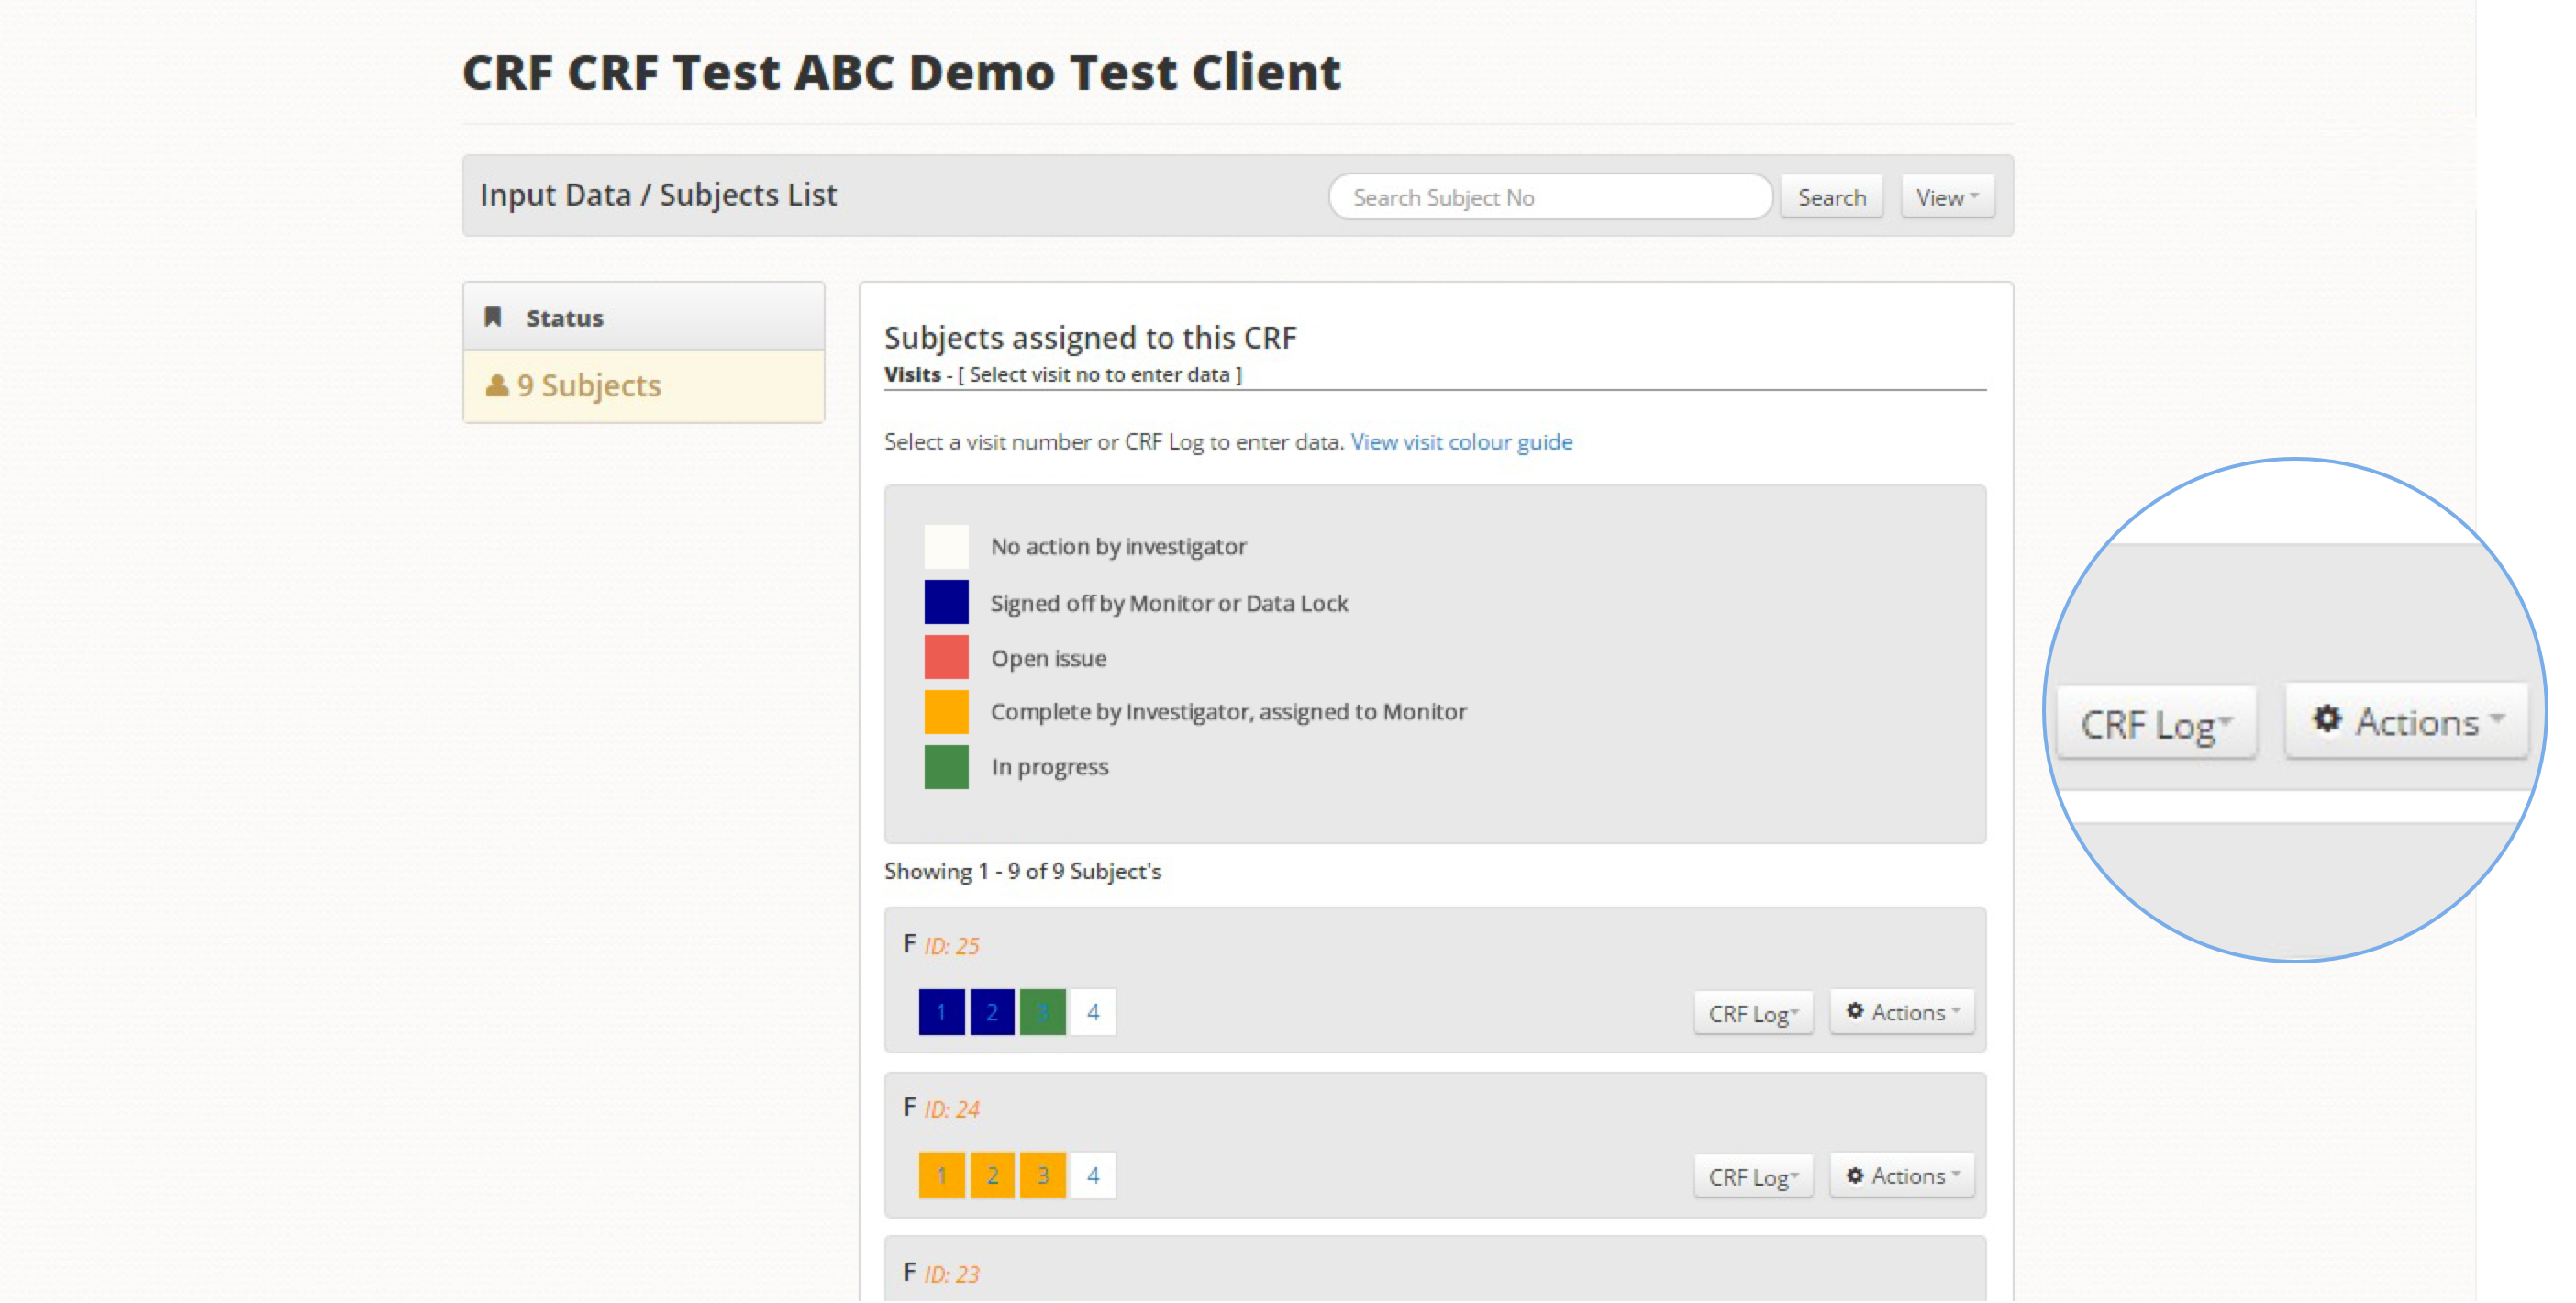 CRF CRF Test ABC Demo Test Client
Input Data / Subjects List
Search Subject No
Search
View
Status
9 Subjects
Subjects assigned to this CRF
Visits - [ Select visit no to enter data ]
Select a visit number or CRF Log to enter data. View visit colour guide
No action by investigator
Signed off by Monitor or Data Lock
Open issue
Complete by Investigator, assigned to Monitor
In progress
CRF Log Actions
Showing 1 - 9 of 9 Subject's
F ID: 25
1 2 3 4 CRF Log Actions
F ID: 24
1 2 3 4 CRF Log Actions
F ID: 23